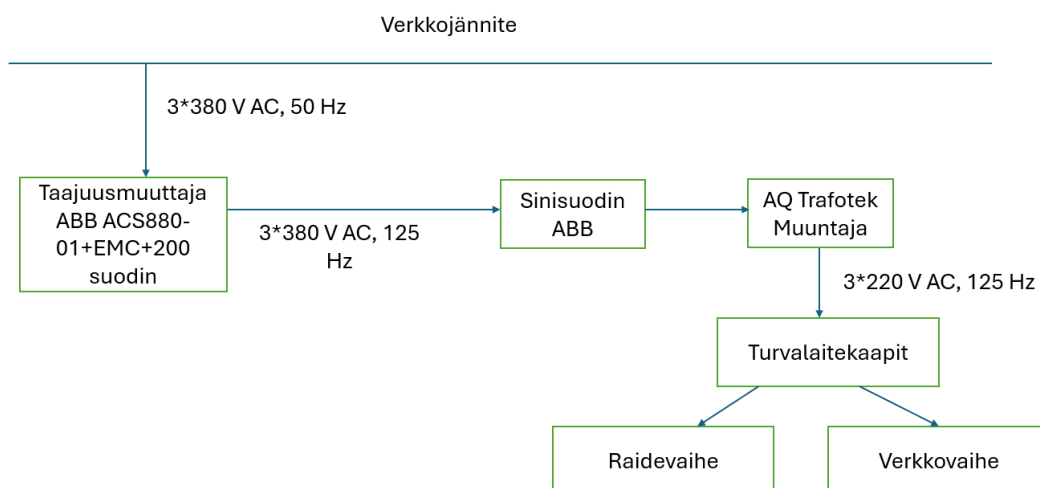 Verkkojännite
3*380 V AC, 50 Hz
Taajuusmuuttaja
ABB ACS880-
01+EMC+200
suodin
3*380 V AC, 125
Hz
Sinisuodin
ABB
AQ Trafotek
Muuntaja
3*220 V AC, 125 Hz
Turvalaitekaapit
Raidevaihe
Verkkovaihe